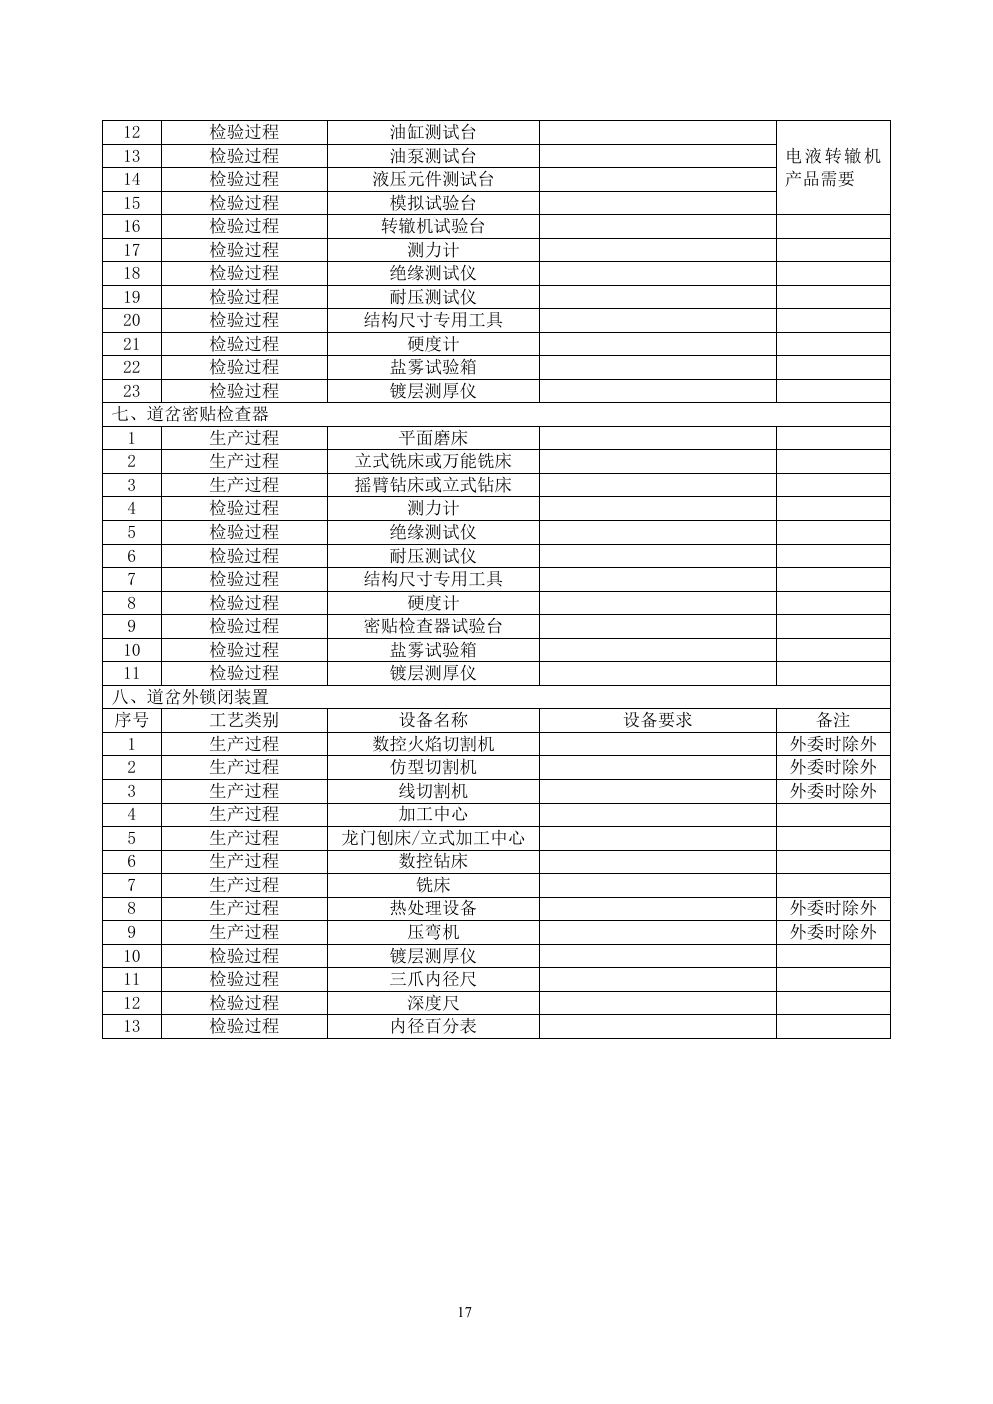 12 检验过程 油缸测试台
13 检验过程 油泵测试台 电液转辙机
14 检验过程 液压元件测试台 产品需要
15 检验过程 模拟试验台
16 检验过程 转辙机试验台
17 检验过程 测力计
18 检验过程 绝缘测试仪
19 检验过程 耐压测试仪
20 检验过程 结构尺寸专用工具
21 检验过程 硬度计
22 检验过程 盐雾试验箱
23 检验过程 镀层测厚仪
七、道岔密贴检查器
1 生产过程 平面磨床
2 生产过程 立式铣床或万能铣床
3 生产过程 摇臂钻床或立式钻床
4 检验过程 测力计
5 检验过程 绝缘测试仪
6 检验过程 耐压测试仪
7 检验过程 结构尺寸专用工具
8 检验过程 硬度计
9 检验过程 密贴检查器试验台
10 检验过程 盐雾试验箱
11 检验过程 镀层测厚仪
八、道岔外锁闭装置
序号 工艺类别 设备名称 设备要求 备注
1 生产过程 数控火焰切割机 外委时除外
2 生产过程 仿型切割机 外委时除外
3 生产过程 线切割机 外委时除外
4 生产过程 加工中心
5 生产过程 龙门刨床/立式加工中心
6 生产过程 数控钻床
7 生产过程 铣床
8 生产过程 热处理设备 外委时除外
9 生产过程 压弯机 外委时除外
10 检验过程 镀层测厚仪
11 检验过程 三爪内径尺
12 检验过程 深度尺
13 检验过程 内径百分表
17